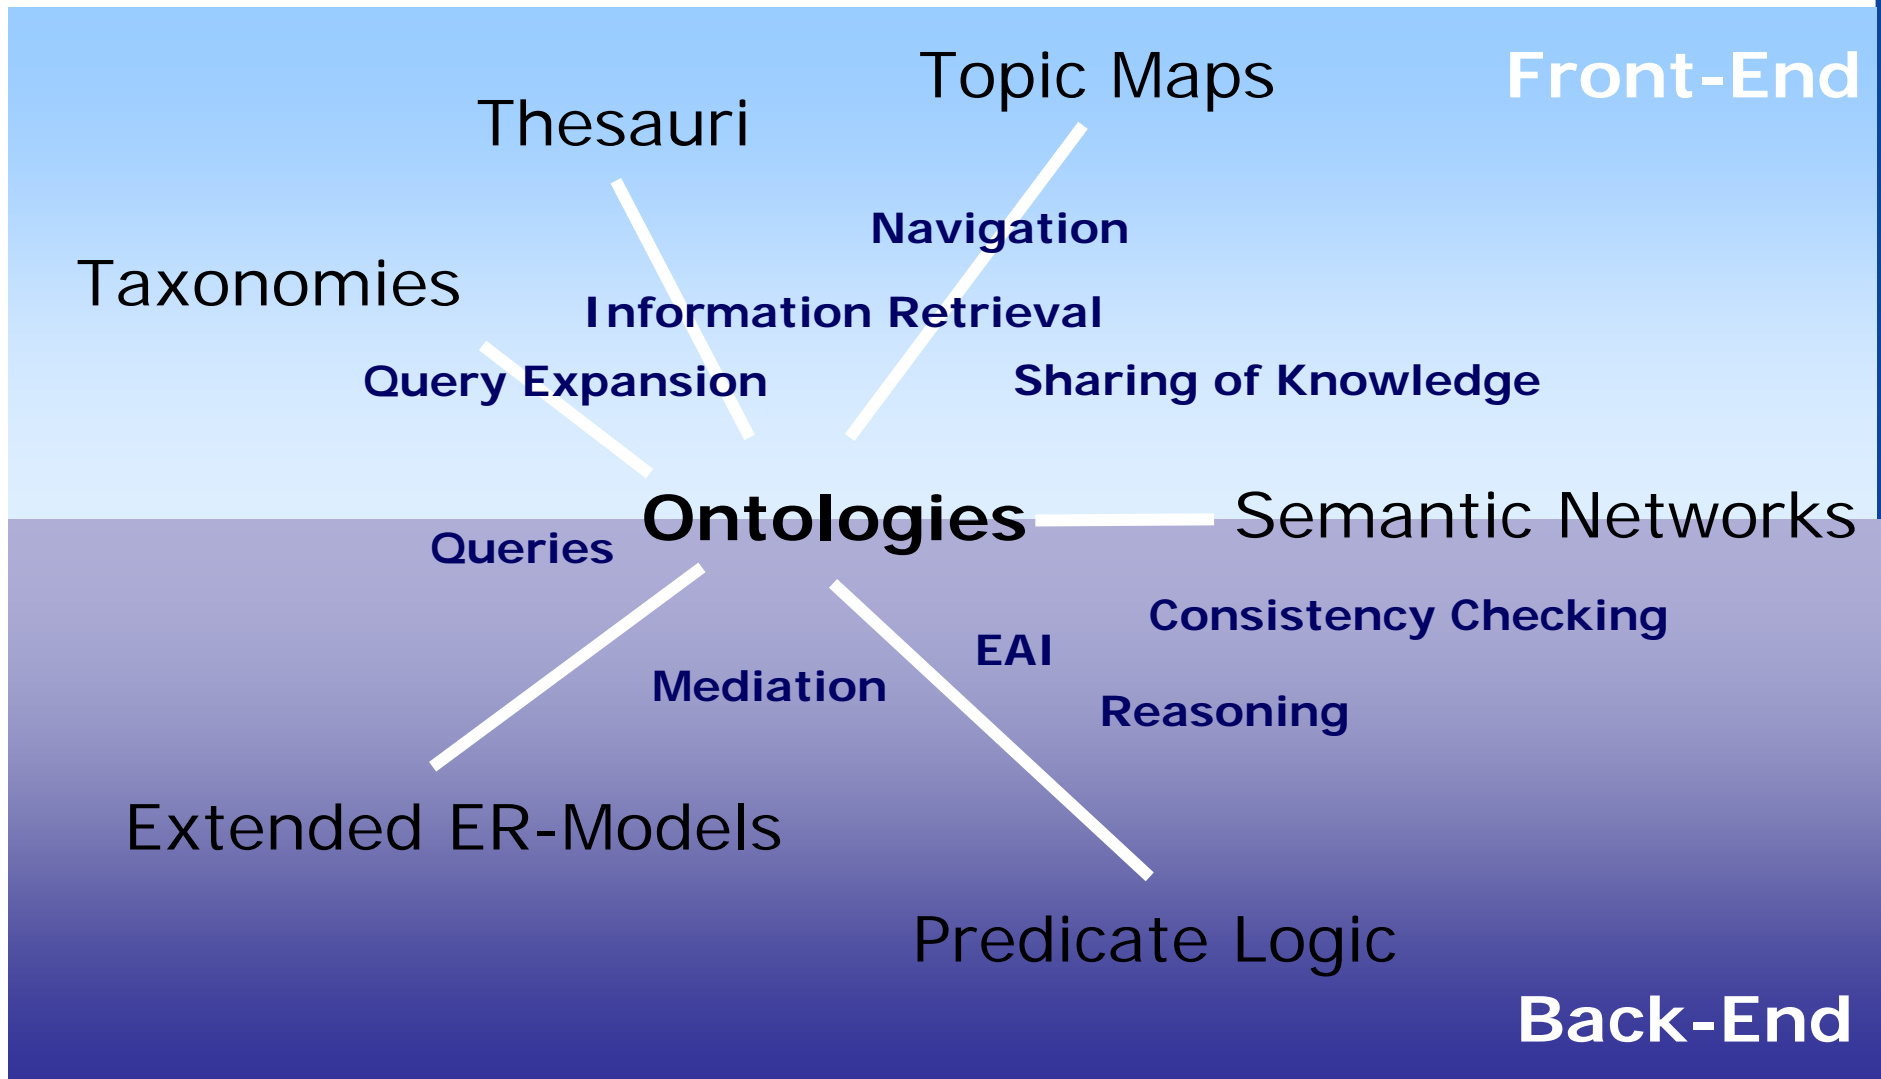 Topic Maps
Front-End
Thesauri
Navigation
Taxonomies
Information Retrieval
Query Expansion
Sharing of Knowledge
Ontologies
Semantic Networks
Queries
Consistency Checking
EAI
Mediation
Reasoning
Extended ER-Models
Predicate Logic
Back-End